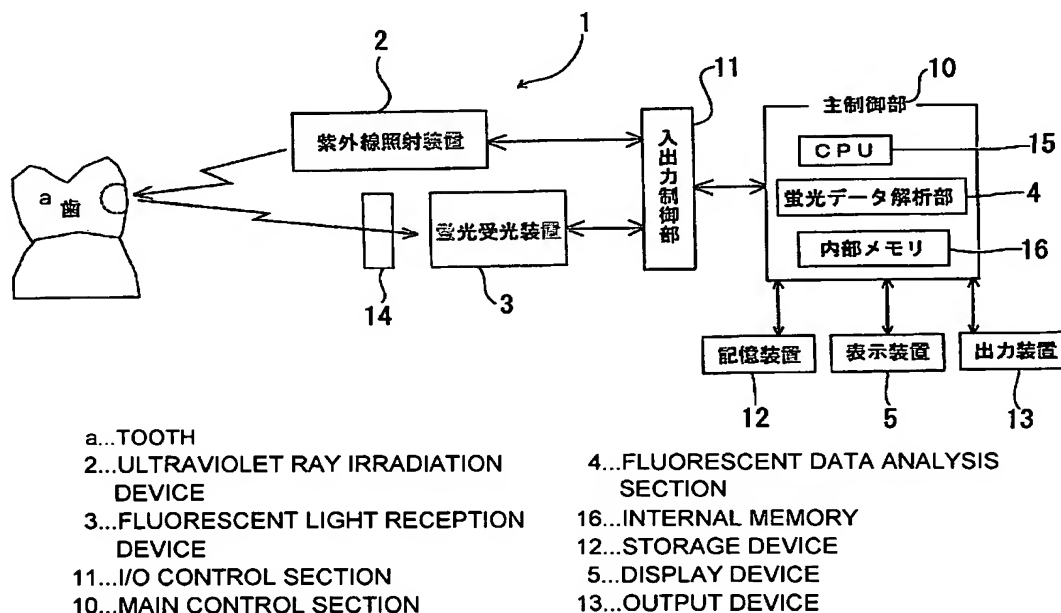 1
2
11
10
紫外線照射装置
入出力制御部
主制御部
CPU
15
a 歯
蛍光データ解析部
4
蛍光受光装置
内部メモリ
16
14
3
記憶装置
表示装置
出力装置
12
5
13
a...TOOTH
2...ULTRAVIOLET RAY IRRADIATION
DEVICE
3...FLUORESCENT LIGHT RECEPTION
DEVICE
11...I/O CONTROL SECTION
10...MAIN CONTROL SECTION
4...FLUORESCENT DATA ANALYSIS
SECTION
16...INTERNAL MEMORY
12...STORAGE DEVICE
5...DISPLAY DEVICE
13...OUTPUT DEVICE